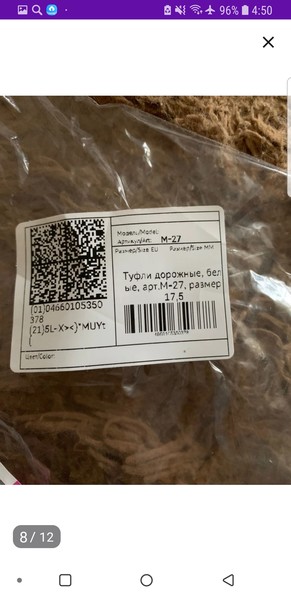 96% 4:50
Модель/Model:
Артикул/Art: M-27
Размер/Size EU Размер/Size MM
Туфли дорожные, бел
ые, арт.М-27, размер
17,5
(01)04660105350
378
(21)5L-X><)*MUYt
(
Цвет/Color:
8 / 12